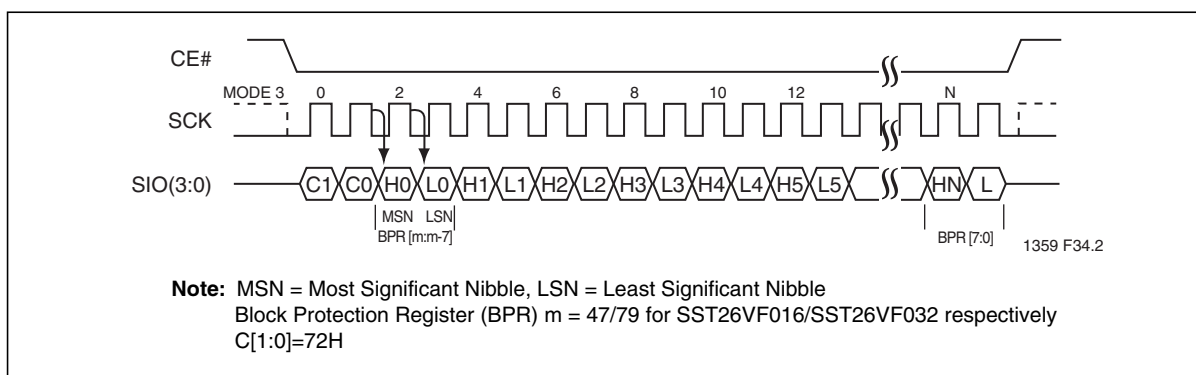 CE#
MODE 3 0 2 4 6 8 10 12 N
SCK
SIO(3:0) C1 C0 H0 L0 H1 L1 H2 L2 H3 L3 H4 L4 H5 L5 HN L
MSN LSN
BPR [m:m-7] BPR [7:0]
1359 F34.2
Note: MSN = Most Significant Nibble, LSN = Least Significant Nibble
Block Protection Register (BPR) m = 47/79 for SST26VF016/SST26VF032 respectively
C[1:0]=72H